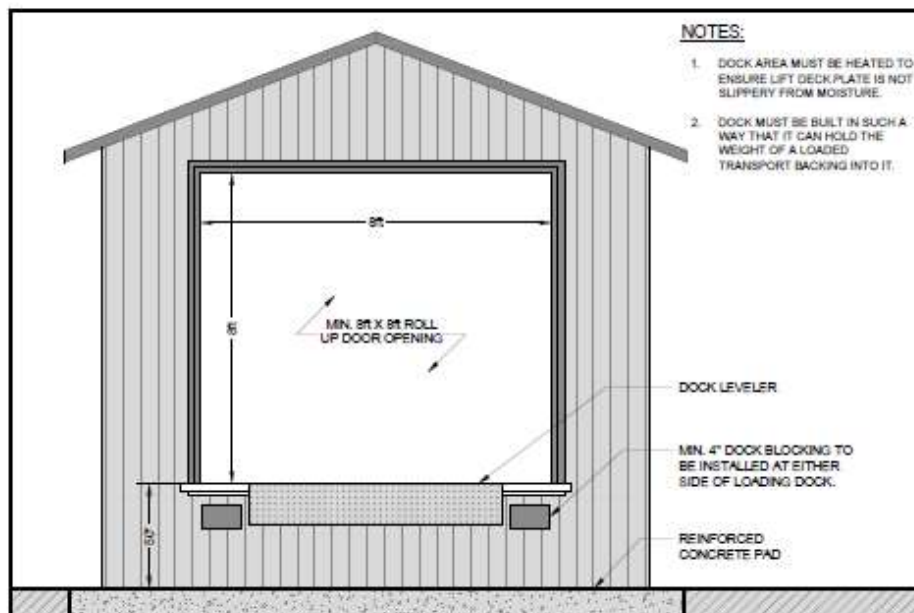 NOTES:
1. DOCK AREA MUST BE HEATED TO
ENSURE LIFT DECK PLATE IS NOT
SLIPPERY FROM MOISTURE.
2. DOCK MUST BE BUILT IN SUCH A
WAY THAT IT CAN HOLD THE
WEIGHT OF A LOADED
TRANSPORT BACKING INTO IT.
8ft
MIN. X 8ft ROLL
UP DOOR OPENING
DOCK LEVELER
MIN. 4" DOCK BLOCKING TO
BE INSTALLED AT EITHER
SIDE OF LOADING DOCK.
REINFORCED
CONCRETE PAD